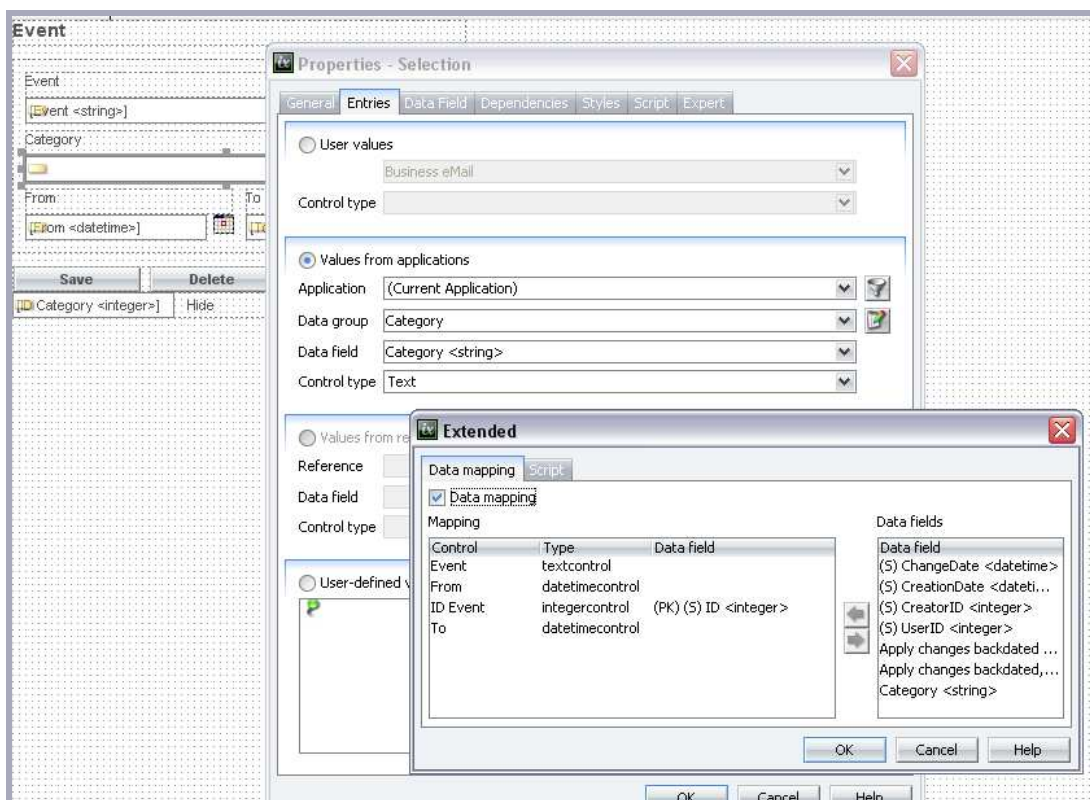 Event
Event
[Event <string>]
Category
From
To
[From <datetime>]
Save
Delete
Category <integer>]
Hide
Properties - Selection
General
Entries
Data Field
Dependencies
Styles
Script
Expert
User values
Business eMail
Control type
Values from applications
Application
(Current Application)
Data group
Category
Data field
Category <string>
Control type
Text
Values from re
Reference
Data field
Control type
User-defined v
OK
Cancel
Help
Extended
Data mapping
Script
Data mapping
Mapping
Control Type Data field
Event textcontrol
From datetimecontrol
ID Event integercontrol (PK) (S) ID <integer>
To datetimecontrol
Data fields
Data field
(S) ChangeDate <datetime>
(S) CreationDate <dateti...
(S) CreatorID <integer>
(S) UserID <integer>
Apply changes backdated ...
Apply changes backdated,...
Category <string>
OK
Cancel
Help